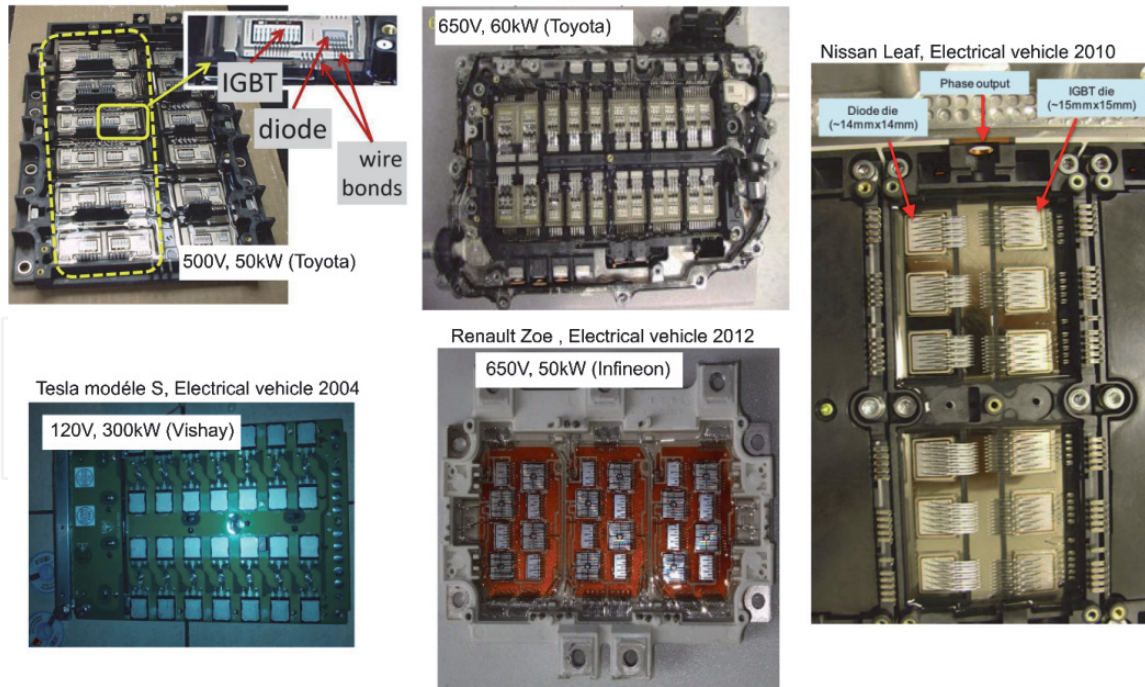 IGBT
diode
wire
bonds
500V, 50kW (Toyota)
650V, 60kW (Toyota)
Nissan Leaf, Electrical vehicle 2010
Diode die
(~14mmx14mm)
Phase output
IGBT die
(~15mmx15mm)
Tesla modéle S, Electrical vehicle 2004
120V, 300kW (Vishay)
Renault Zoe , Electrical vehicle 2012
650V, 50kW (Infineon)